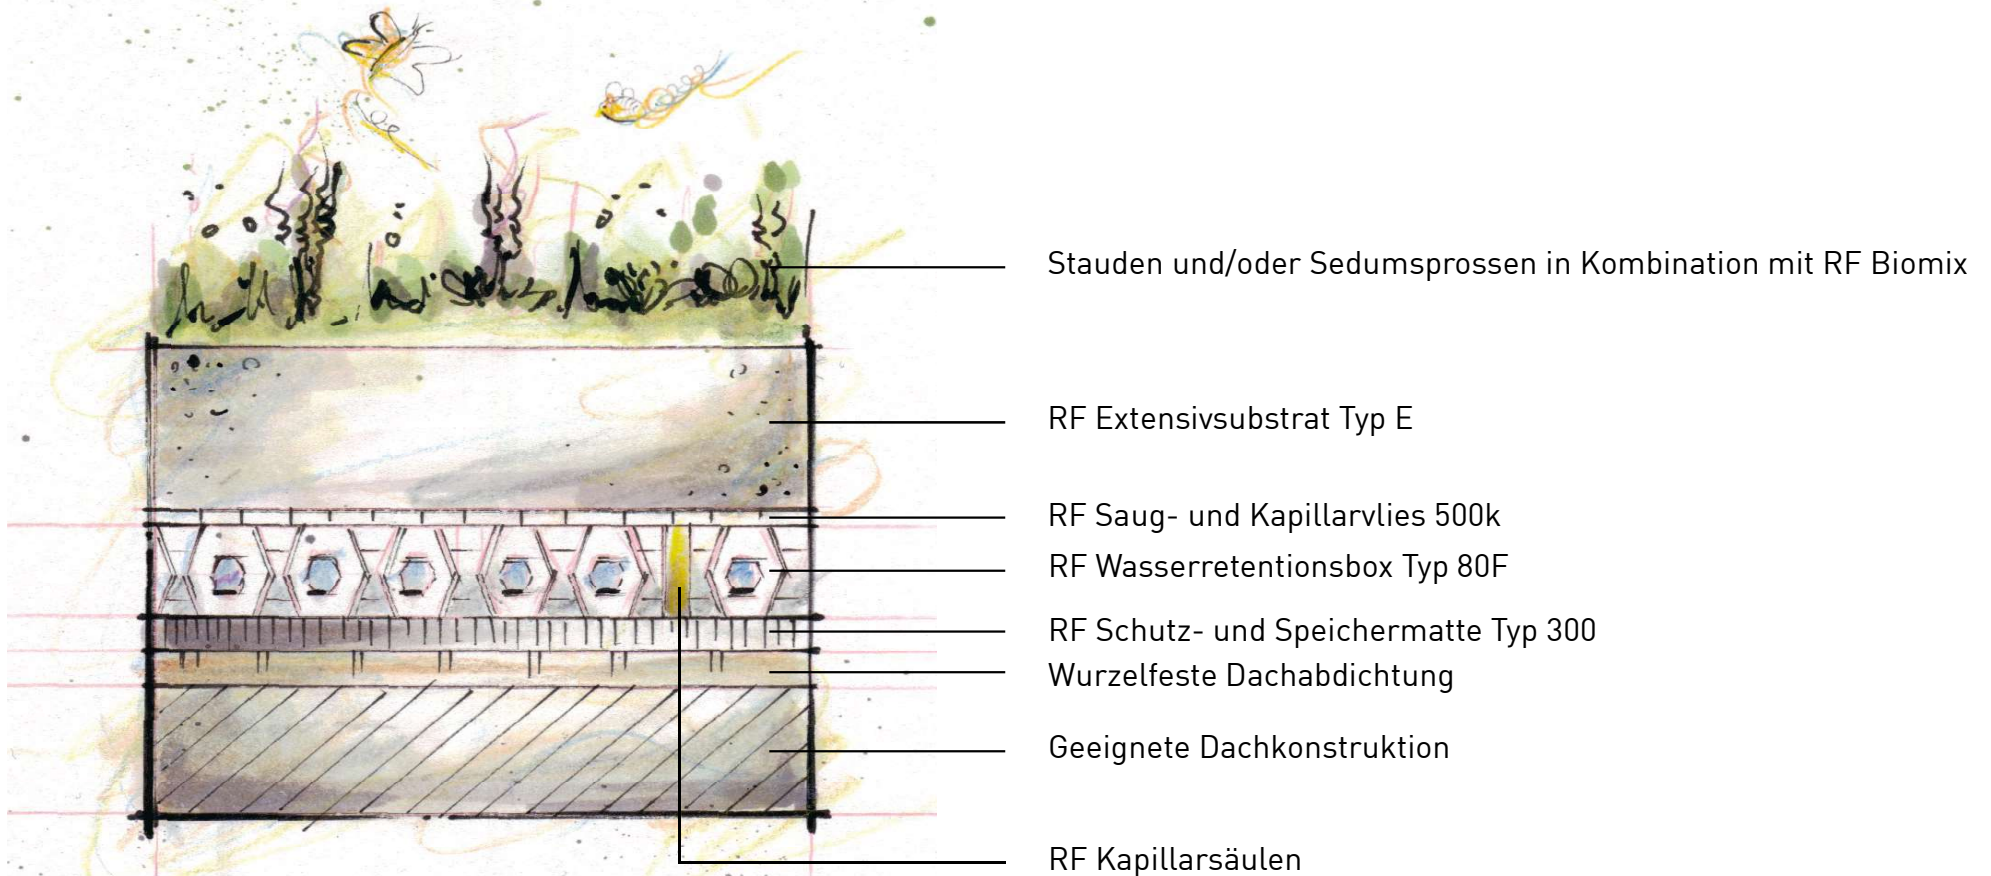 Stauden und/oder Sedumsprossen in Kombination mit RF Biomix
RF Extensivsubstrat Typ E
RF Saug- und Kapillarvlies 500k
RF Wasserretentionsbox Typ 80F
RF Schutz- und Speichermatte Typ 300
Wurzelfeste Dachabdichtung
Geeignete Dachkonstruktion
RF Kapillarsäulen